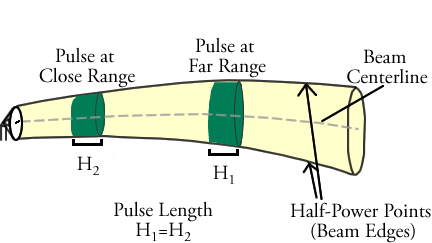 Pulse at
Close Range
Pulse at
Far Range
Beam
Centerline
H₂
H₁
Pulse Length
H₁=H₂
Half-Power Points
(Beam Edges)